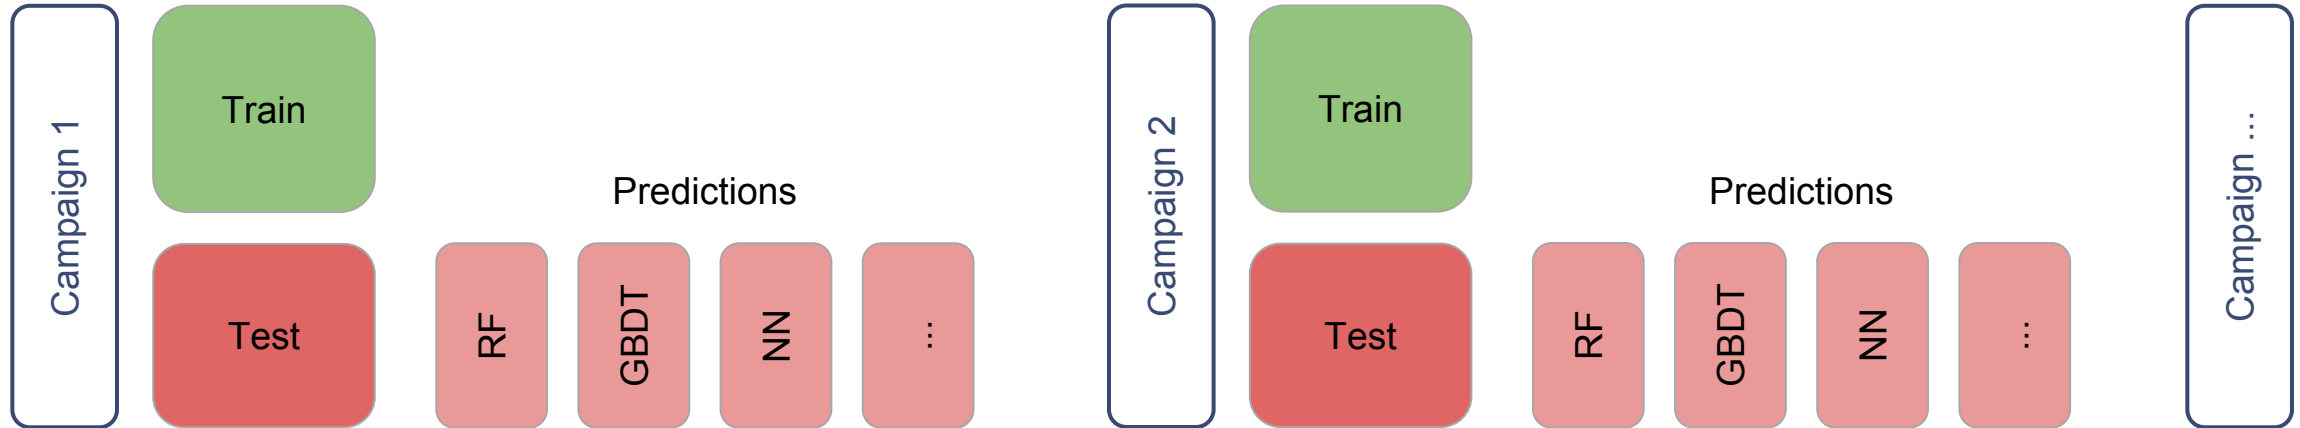 Campaign 1
Train
Test
Predictions
RF
GBDT
NN
...
Campaign 2
Train
Test
Predictions
RF
GBDT
NN
...
Campaign ...